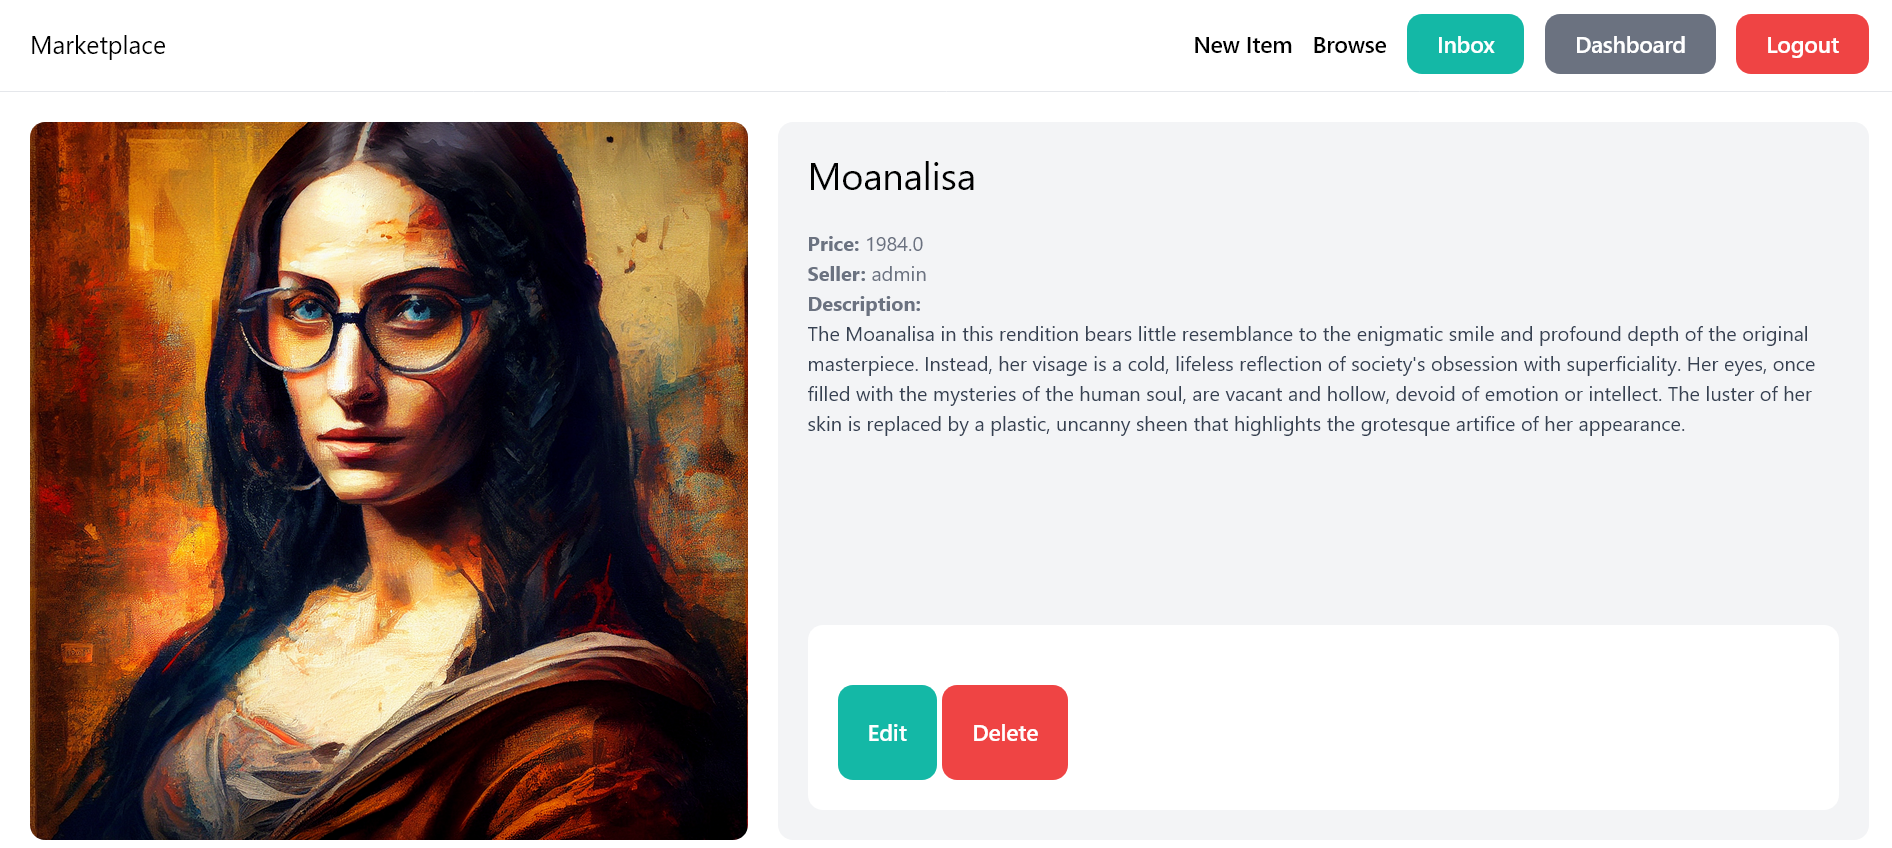 Marketplace
New Item Browse Inbox Dashboard Logout
Moanalisa
Price: 1984.0
Seller: admin
Description:
The Moanalisa in this rendition bears little resemblance to the enigmatic smile and profound depth of the original
masterpiece. Instead, her visage is a cold, lifeless reflection of society's obsession with superficiality. Her eyes, once
filled with the mysteries of the human soul, are vacant and hollow, devoid of emotion or intellect. The luster of her
skin is replaced by a plastic, uncanny sheen that highlights the grotesque artifice of her appearance.
Edit Delete